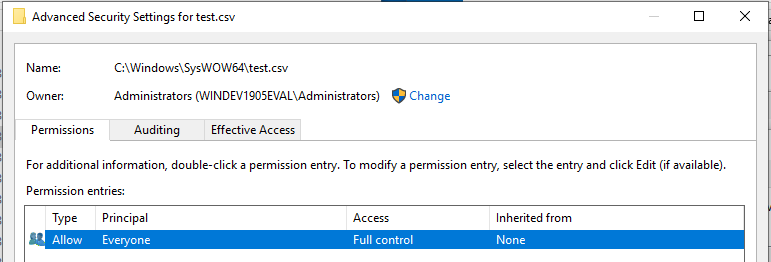 Advanced Security Settings for test.csv
Name: C:\Windows\SysWOW64\test.csv
Owner: Administrators (WINDEV1905EVAL\Administrators) Change
Permissions Auditing Effective Access
For additional information, double-click a permission entry. To modify a permission entry, select the entry and click Edit (if available).
Permission entries:
Type Principal Access Inherited from
Allow Everyone Full control None